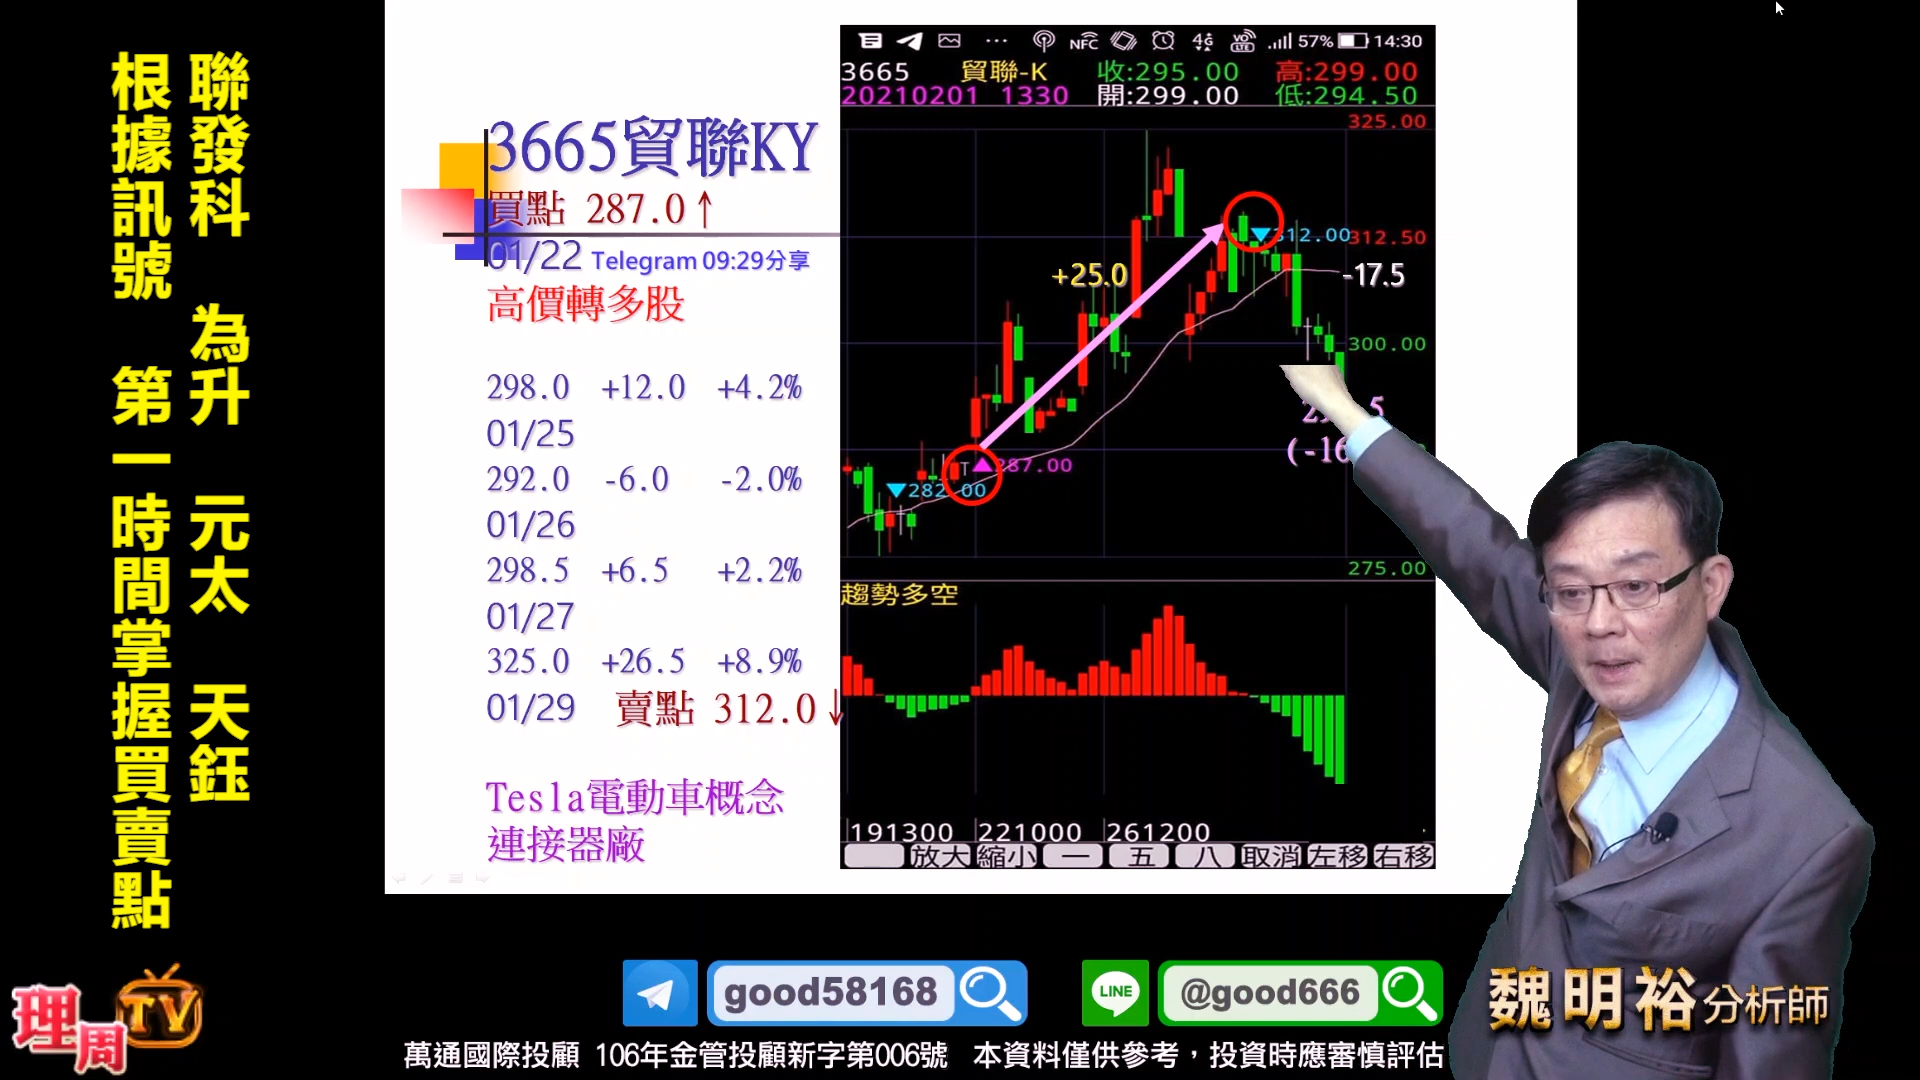 聯發科 為升 元太 天鈺
根據訊號 第一時間掌握買賣點
3665貿聯KY
買點 287.0↑
01/22 Telegram 09:29分享
高價轉多股
298.0 +12.0 +4.2%
01/25
292.0 -6.0 -2.0%
01/26
298.5 +6.5 +2.2%
01/27
325.0 +26.5 +8.9%
01/29 賣點 312.0↓
Tesla電動車概念
連接器廠
NFC 4G VO LTE 57% 14:30
3665 貿聯-K 收:295.00 高:299.00
20210201 1330 開:299.00 低:294.50
325.00
312.00
312.50
+25.0
-17.5
300.00
287.00
282.00
275.00
趨勢多空
191300 221000 261200
放大 縮小 一 五 八 取消 左移 右移
good58168
LINE
@good666
魏明裕分析師
理周TV
萬通國際投顧 106年金管投顧新字第006號 本資料僅供參考，投資時應審慎評估